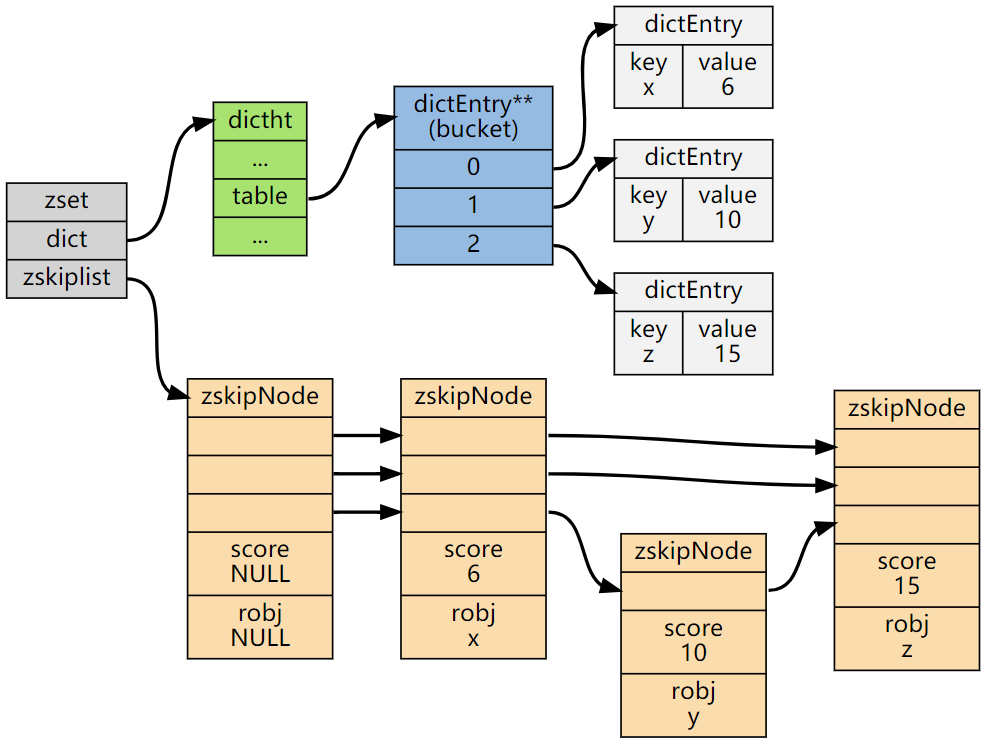 zset
dict
zskiplist
dictht
...
table
...
dictEntry**
(bucket)
0
1
2
dictEntry
key
x
value
6
dictEntry
key
y
value
10
dictEntry
key
z
value
15
zskipNode
score
NULL
robj
NULL
zskipNode
score
6
robj
x
zskipNode
score
10
robj
y
zskipNode
score
15
robj
z